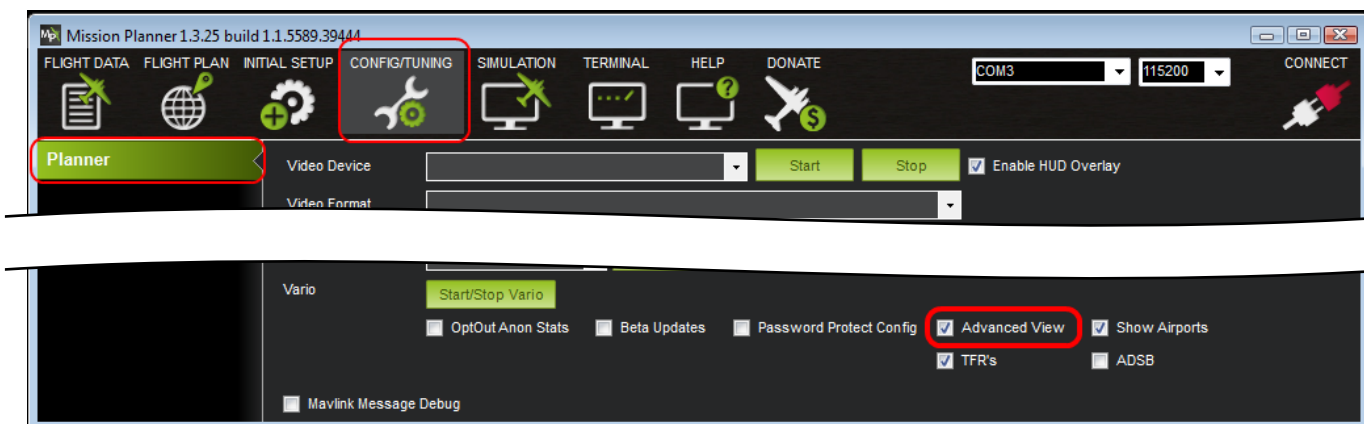 Mission Planner 1.3.25 build 1.1.5589.39444
FLIGHT DATA FLIGHT PLAN INITIAL SETUP CONFIG/TUNING SIMULATION TERMINAL HELP DONATE COM3 115200 CONNECT
Planner
Video Device Start Stop Enable HUD Overlay
Video Format
Vario Start/Stop Vario
OptOut Anon Stats Beta Updates Password Protect Config Advanced View Show Airports
TFR's ADSB
Mavlink Message Debug